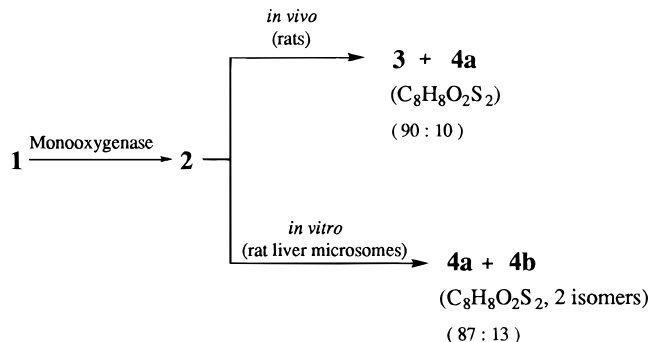 in vivo
(rats)
3 + 4a
(C₈H₈O₂S₂)
( 90 : 10 )
1 Monooxygenase 2
in vitro
(rat liver microsomes)
4a + 4b
(C₈H₈O₂S₂, 2 isomers)
( 87 : 13 )